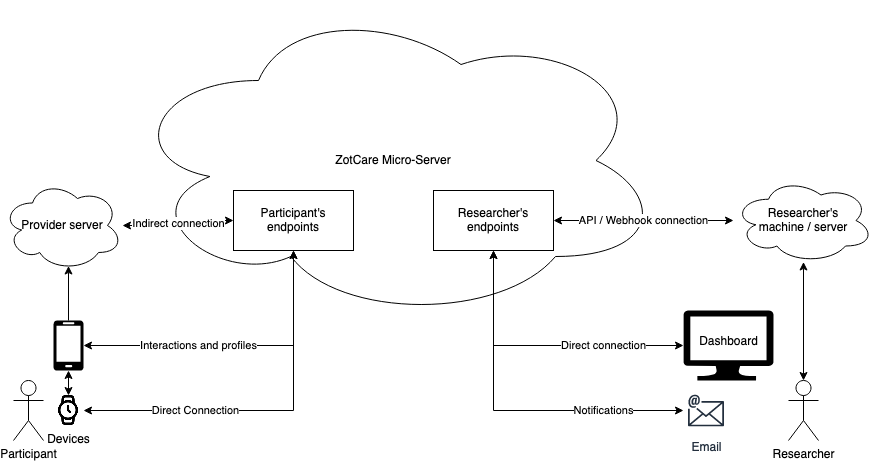 ZotCare Micro-Server
Provider server
Indirect connection
Participant's
endpoints
Researcher's
endpoints
API / Webhook connection
Researcher's
machine / server
Interactions and profiles
Direct connection
Dashboard
Direct Connection
Notifications
@
Devices
Participant
Email
Researcher